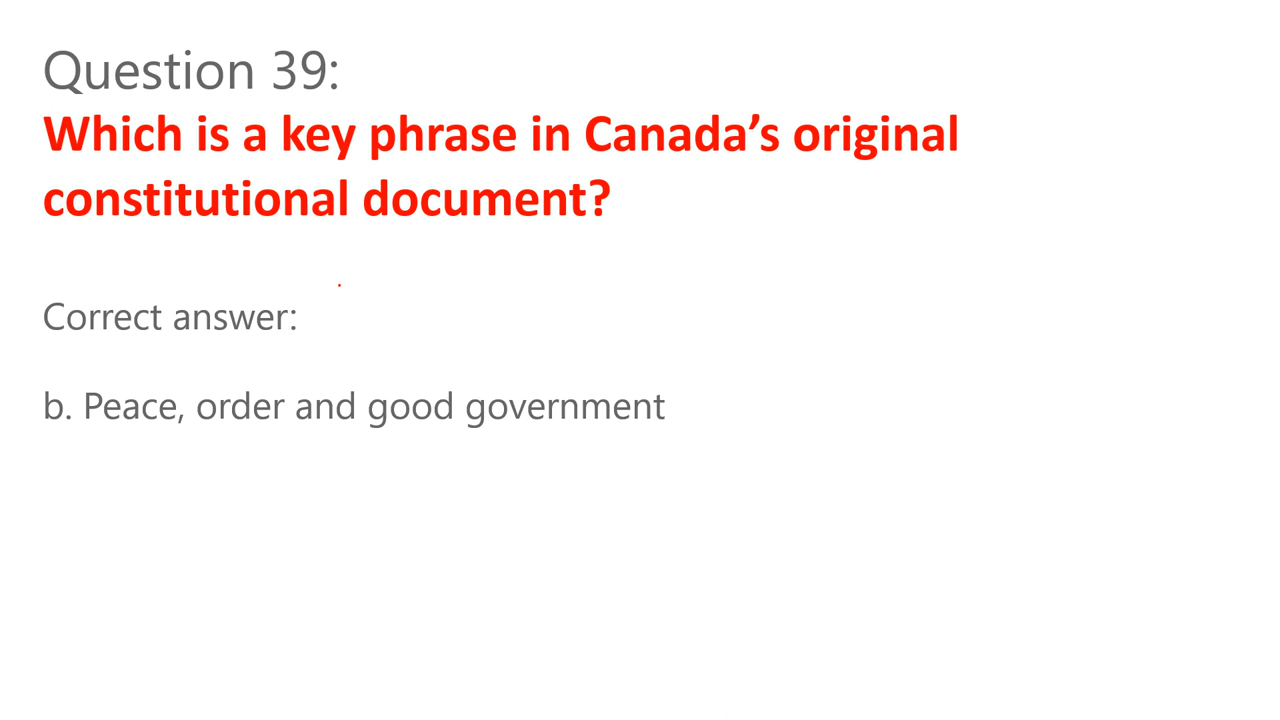 Question 39:
Which is a key phrase in Canada’s original
constitutional document?
Correct answer:
b. Peace, order and good government